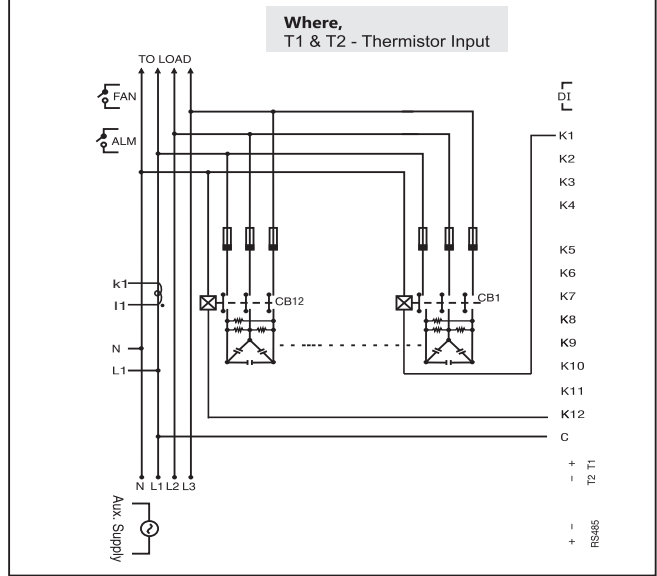 Where,
T1 & T2 - Thermistor Input
TO LOAD
FAN
ALM
DI
K1
K2
K3
K4
K5
K6
K7
K8
K9
K10
K11
K12
C
k1
l1
N
L1
CB12
CB1
N L1 L2 L3
Aux. Supply
+ T1
- T2
-
+
RS485